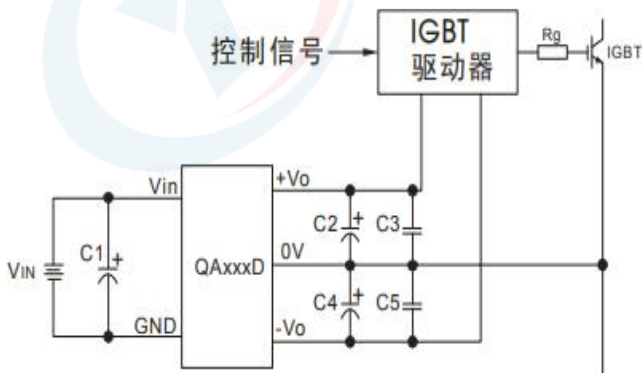 IGBT
驱动器
控制信号
Rg
IGBT
Vin
+Vo
C1
+
VIN
QAxxxD
C2
+
C3
0V
C4
+
C5
GND
-Vo